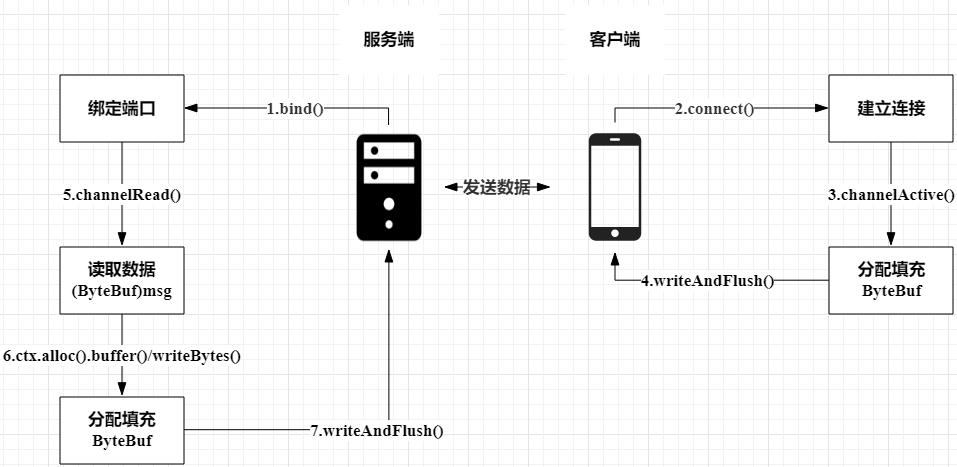 服务端
客户端
绑定端口
1.bind()
2.connect()
建立连接
发送数据
5.channelRead()
3.channelActive()
读取数据
(ByteBuf)msg
4.writeAndFlush()
分配填充
ByteBuf
6.ctx.alloc().buffer()/writeBytes()
分配填充
ByteBuf
7.writeAndFlush()